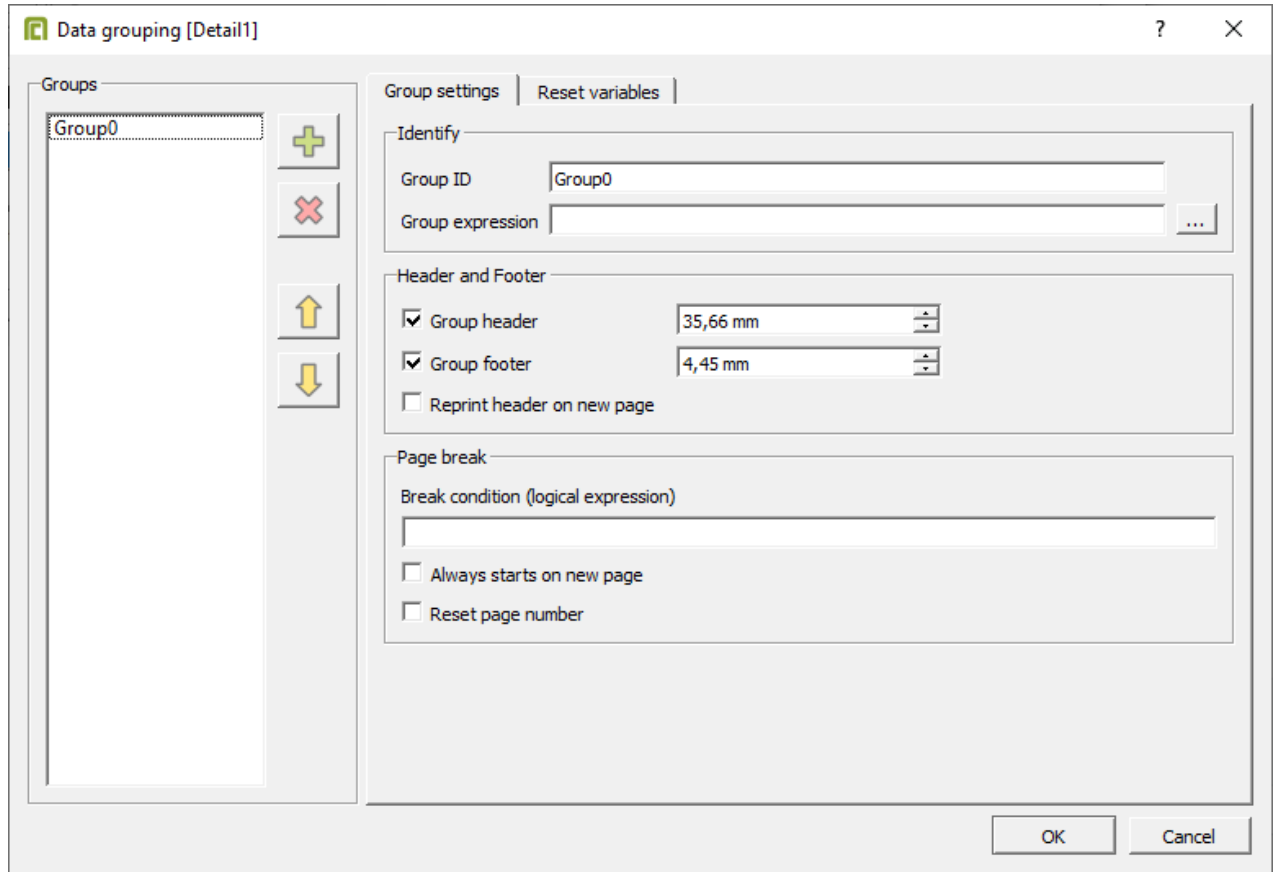 Data grouping [Detail1]
?
Groups
Group0
Group settings
Reset variables
Identify
Group ID
Group0
Group expression
...
Header and Footer
Group header
35,66 mm
Group footer
4,45 mm
Reprint header on new page
Page break
Break condition (logical expression)
Always starts on new page
Reset page number
OK
Cancel